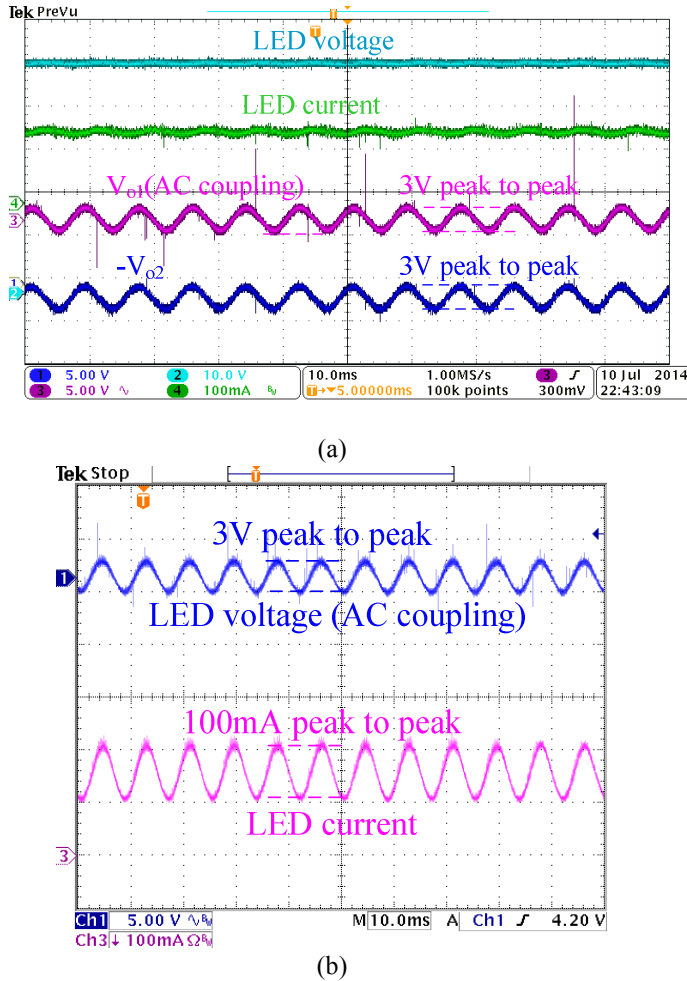 Tek PreVu
T
T
LED voltage
LED current
Vo1(AC coupling) 3V peak to peak
4
3
-Vo2 3V peak to peak
1
2
1 5.00 V 2 10.0 V 10.0ms 1.00MS/s 3 ∫ 10 Jul 2014
3 5.00 V ∿ 4 100mA BW T→▼5.00000ms 100k points 300mV 22:43:09
(a)
Tek Stop
T
T
3V peak to peak
1
LED voltage (AC coupling)
100mA peak to peak
LED current
3
Ch1 5.00 V ∿BW M 10.0ms A Ch1 ∫ 4.20 V
Ch3 ↓ 100mA ΩBW
(b)